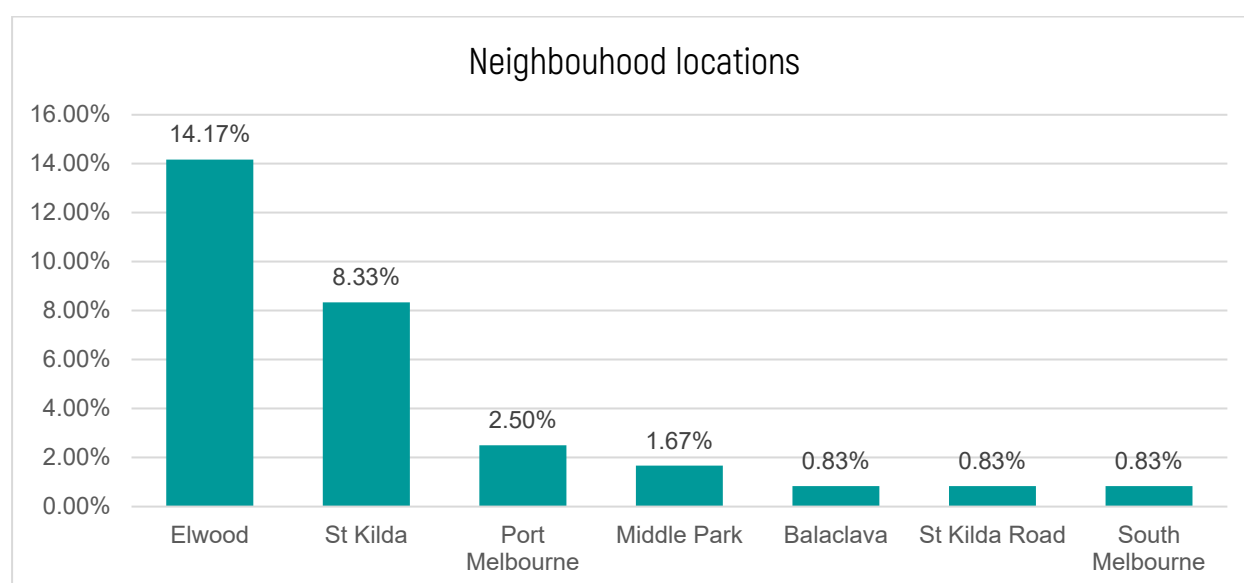 Neighbouhood locations
16.00%
14.00%
12.00%
10.00%
8.00%
6.00%
4.00%
2.00%
0.00%
14.17%
8.33%
2.50%
1.67%
0.83%
0.83%
0.83%
Elwood
St Kilda
Port
Melbourne
Middle Park
Balaclava
St Kilda Road
South
Melbourne